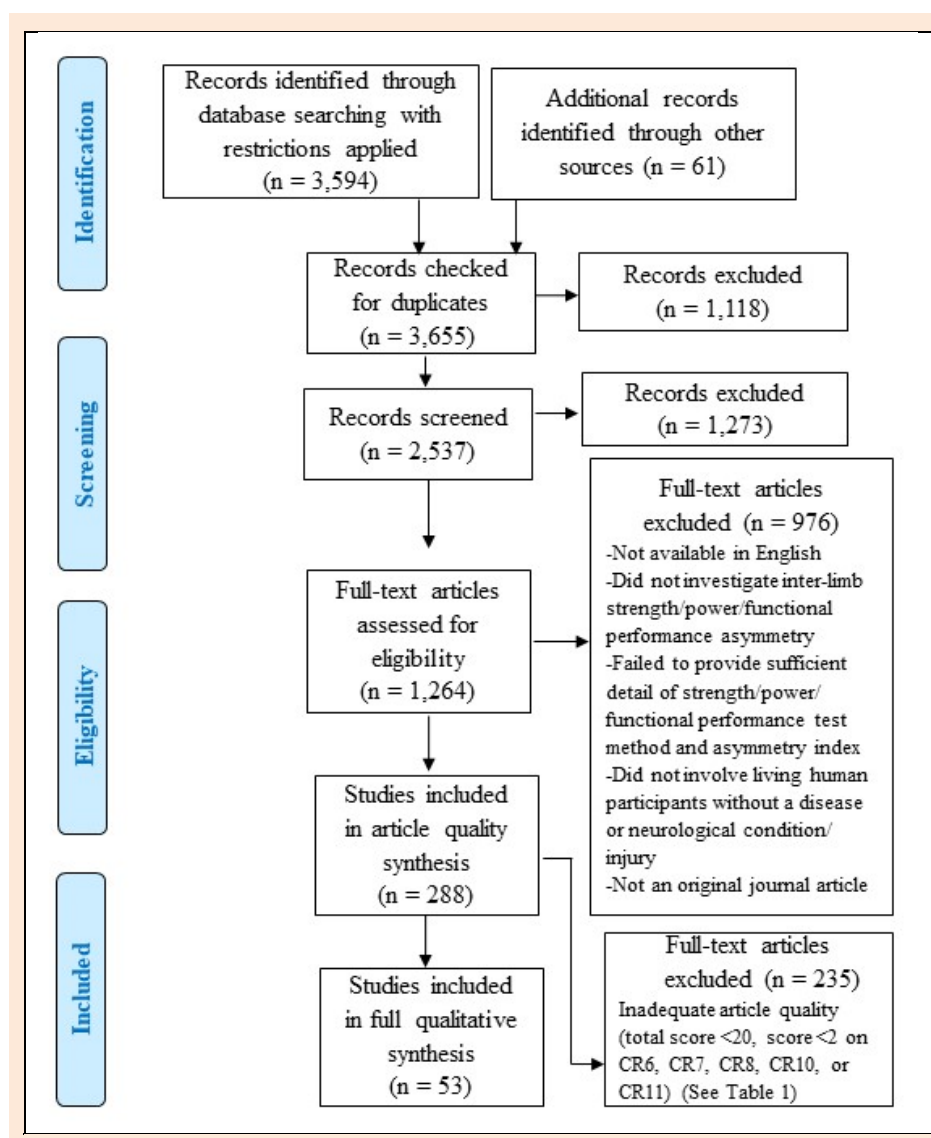 Identification
Records identified through
database searching with
restrictions applied
(n = 3,594)
Additional records
identified through other
sources (n = 61)
Records checked
for duplicates
(n = 3,655)
Records excluded
(n = 1,118)
Screening
Records screened
(n = 2,537)
Records excluded
(n = 1,273)
Eligibility
Full-text articles
assessed for
eligibility
(n = 1,264)
Full-text articles
excluded (n = 976)
-Not available in English
-Did not investigate inter-limb
strength/power/functional
performance asymmetry
-Failed to provide sufficient
detail of strength/power/
functional performance test
method and asymmetry index
-Did not involve living human
participants without a disease
or neurological condition/
injury
-Not an original journal article
Studies included
in article quality
synthesis
(n = 288)
Included
Studies included
in full qualitative
synthesis
(n = 53)
Full-text articles
excluded (n = 235)
Inadequate article quality
(total score <20, score <2 on
CR6, CR7, CR8, CR10, or
CR11) (See Table 1)